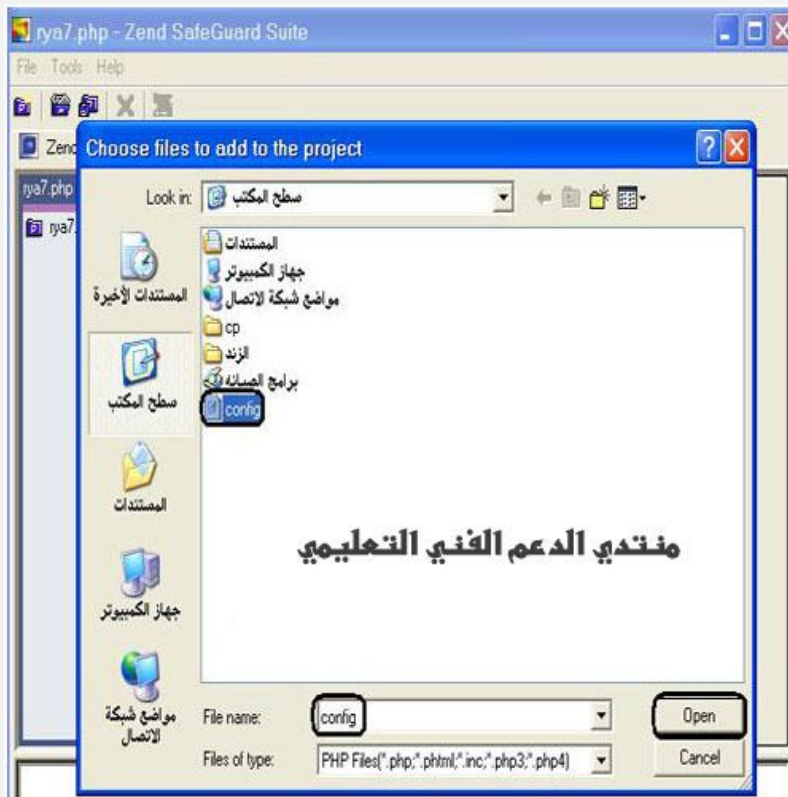 rya7.php - Zend SafeGuard Suite
File Tools Help
Zend
Choose files to add to the project
rya7.php
rya7.
Look in:
سطح المكتب
المستندات الأخيرة
سطح المكتب
المستندات
جهاز الكمبيوتر
مواضع شبكة
الاتصال
المستندات
جهاز الكمبيوتر
مواضع شبكة الاتصال
cp
الزند
برامج الصيانه
config
منتدي الدعم الفني التعليمي
File name:
config
Open
Files of type:
PHP Files(*.php;*.phtml;*.inc;*.php3;*.php4)
Cancel